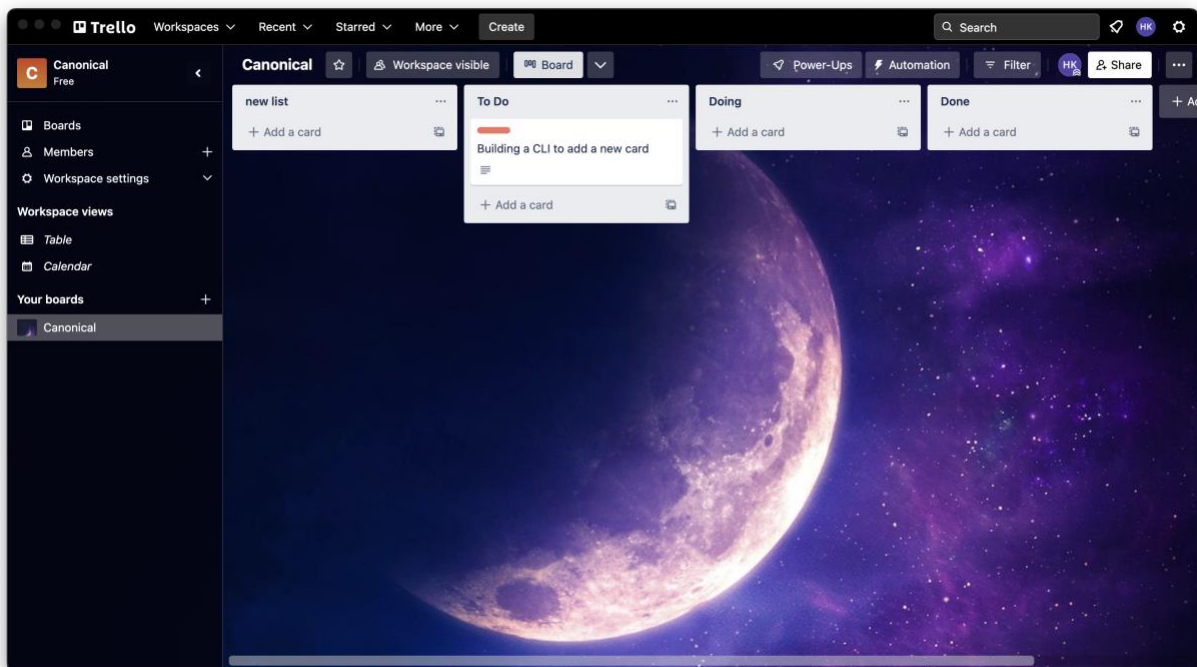 Trello Workspaces Recent Starred More Create Search HK
C Canonical
Free
Boards
Members
Workspace settings
Workspace views
Table
Calendar
Your boards
Canonical
Canonical Workspace visible Board Power-Ups Automation Filter HK Share
new list
+ Add a card
To Do
Building a CLI to add a new card
+ Add a card
Doing
+ Add a card
Done
+ Add a card